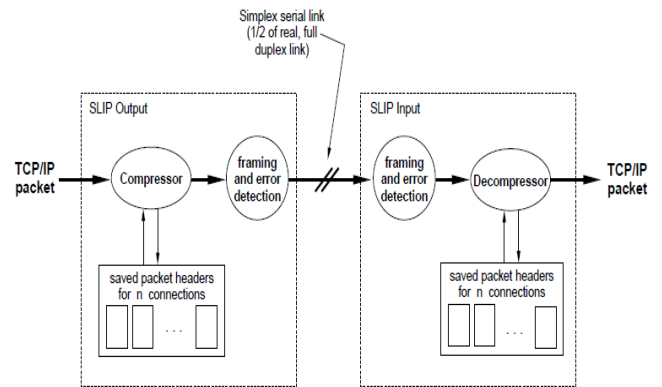 Simplex serial link
(1/2 of real, full
duplex link)
SLIP Output
SLIP Input
TCP/IP
packet
Compressor
framing
and error
detection
framing
and error
detection
Decompressor
TCP/IP
packet
saved packet headers
for n connections
. . .
saved packet headers
for n connections
. . .